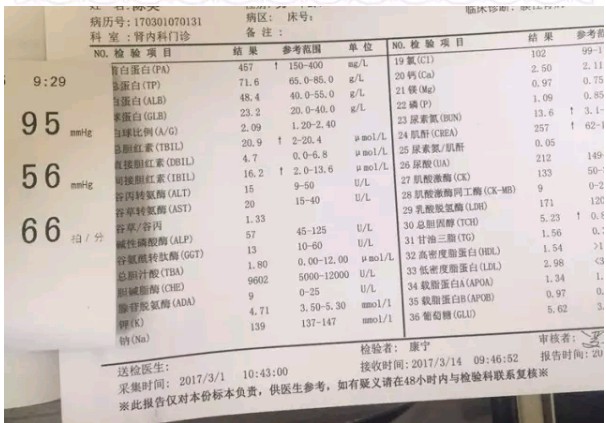 9:29
95 mmHg
56 mmHg
66 拍/分
病历号:170301070131
科 室:肾内科门诊
病区: 床号:
备 注:
临床诊断:
NO. 检 验 项 目 结 果 参考范围 单 位
白蛋白(PA) 457 ↑ 150-400 mg/L
蛋白(TP) 71.6 65.0-85.0 g/L
白蛋白(ALB) 48.4 40.0-55.0 g/L
球蛋白(GLB) 23.2 20.0-40.0 g/L
白球比例(A/G) 2.09 1.20-2.40
总胆红素(TBIL) 20.9 ↑ 2-20.4 μmol/L
直接胆红素(DBIL) 4.7 0.0-6.8 μmol/L
间接胆红素(IBIL) 16.2 ↑ 2.0-13.6 μmol/L
谷丙转氨酶(ALT) 15 9-50 U/L
谷草转氨酶(AST) 20 15-40 U/L
谷草/谷丙 1.33
碱性磷酸酶(ALP) 57 45-125 U/L
谷氨酰转肽酶(GGT) 13 10-60 U/L
总胆汁酸(TBA) 1.80 0.00-12.00 μmol/L
胆碱脂酶(CHE) 9602 5000-12000 U/L
腺苷脱氨酶(ADA) 9 0-25 U/L
钾(K) 4.71 3.50-5.30 mmol/l
钠(Na) 139 137-147 mmol/l
NO. 检 验 项 目 结 果
19 氯(Cl) 102 99-1
20 钙(Ca) 2.50 2.11
21 镁(Mg) 0.97 0.75
22 磷(P) 1.09 0.85
23 尿素氮(BUN) 13.6 ↑ 3.1-
24 肌酐(CREA) 257 ↑ 62-1
25 尿素氮/肌酐 0.05
26 尿酸(UA) 212 149-
27 肌酸激酶(CK) 133 50-
28 肌酸激酶同工酶(CK-MB) 9 0-2
29 乳酸脱氢酶(LDH) 171 120
30 总胆固醇(TCH) 5.23 ↑
31 甘油三脂(TG) 1.56
32 高密度脂蛋白(HDL) 1.54 >1
33 低密度脂蛋白(LDL) 2.98 <3
34 载脂蛋白A(APOA) 1.34 1.
35 载脂蛋白B(APOB) 0.97 0.
36 葡萄糖(GLU) 5.62 3.
送检医生: 检验者: 康宁 审核者:
采集时间: 2017/3/1 10:43:00 接收时间:2017/3/14 09:46:52 报告时间:20
※此报告仅对本份标本负责,供医生参考,如有疑义请在48小时内与检验科联系复核※